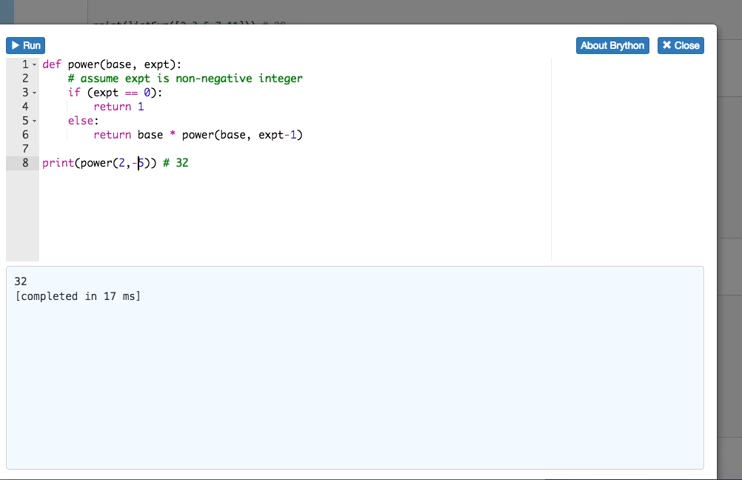 Run
About Brython
Close
1 def power(base, expt):
2 # assume expt is non-negative integer
3 if (expt == 0):
4 return 1
5 else:
6 return base * power(base, expt-1)
7
8 print(power(2,-5)) # 32
32
[completed in 17 ms]